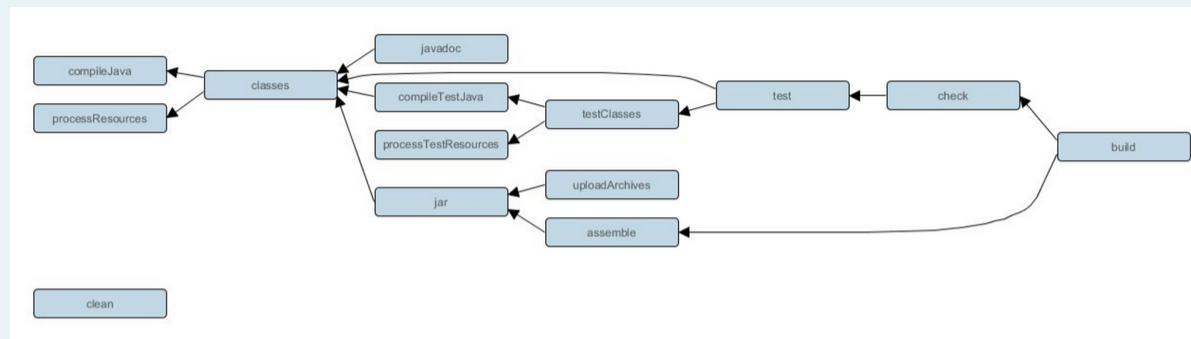 javadoc
compileJava
classes
compileTestJava
test
check
processResources
testClasses
processTestResources
build
uploadArchives
jar
assemble
clean